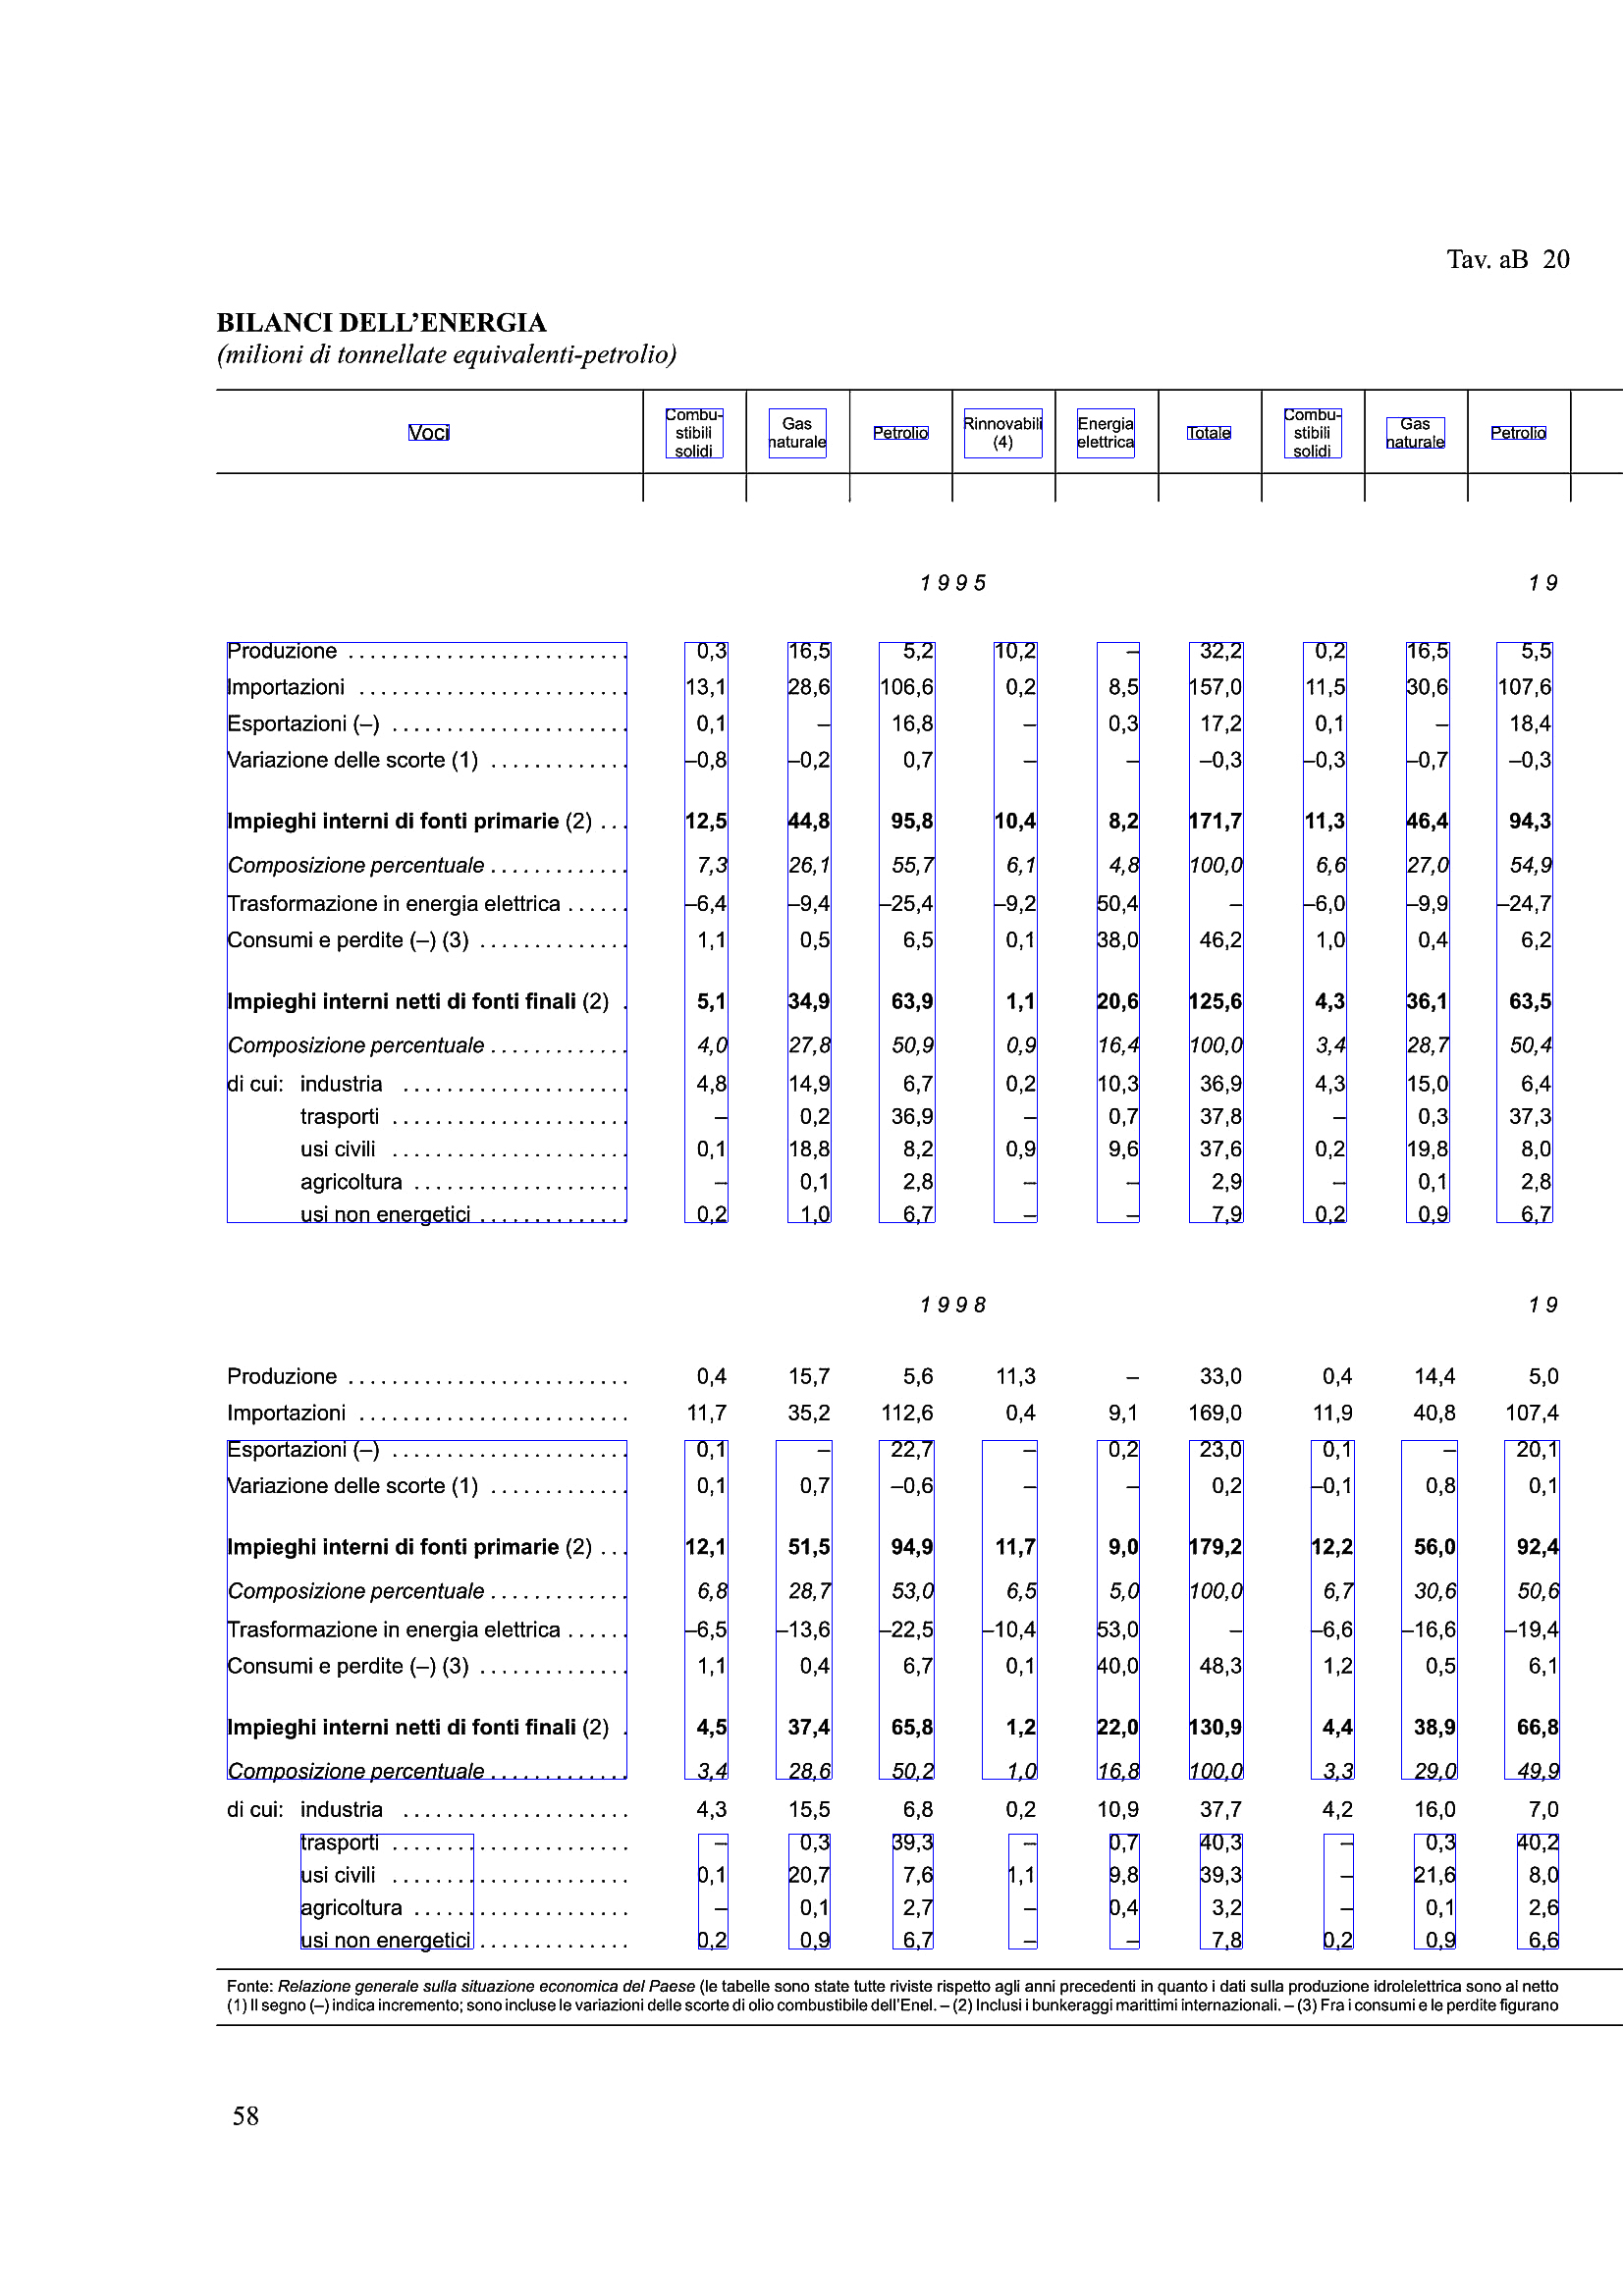 Tav. aB 20
BILANCI DELL’ENERGIA
(milioni di tonnellate equivalenti-petrolio)
Voci Combu-stibili solidi Gas naturale Petrolio Rinnovabili (4) Energia elettrica Totale Combu-stibili solidi Gas naturale Petrolio
1 9 9 5 1 9
Produzione 0,3 16,5 5,2 10,2 – 32,2 0,2 16,5 5,5
Importazioni 13,1 28,6 106,6 0,2 8,5 157,0 11,5 30,6 107,6
Esportazioni (–) 0,1 – 16,8 – 0,3 17,2 0,1 – 18,4
Variazione delle scorte (1) –0,8 –0,2 0,7 – – –0,3 –0,3 –0,7 –0,3
Impieghi interni di fonti primarie (2) 12,5 44,8 95,8 10,4 8,2 171,7 11,3 46,4 94,3
Composizione percentuale 7,3 26,1 55,7 6,1 4,8 100,0 6,6 27,0 54,9
Trasformazione in energia elettrica –6,4 –9,4 –25,4 –9,2 50,4 – –6,0 –9,9 –24,7
Consumi e perdite (–) (3) 1,1 0,5 6,5 0,1 38,0 46,2 1,0 0,4 6,2
Impieghi interni netti di fonti finali (2) 5,1 34,9 63,9 1,1 20,6 125,6 4,3 36,1 63,5
Composizione percentuale 4,0 27,8 50,9 0,9 16,4 100,0 3,4 28,7 50,4
di cui: industria 4,8 14,9 6,7 0,2 10,3 36,9 4,3 15,0 6,4
trasporti – 0,2 36,9 – 0,7 37,8 – 0,3 37,3
usi civili 0,1 18,8 8,2 0,9 9,6 37,6 0,2 19,8 8,0
agricoltura – 0,1 2,8 – – 2,9 – 0,1 2,8
usi non energetici 0,2 1,0 6,7 – – 7,9 0,2 0,9 6,7
1 9 9 8 1 9
Produzione 0,4 15,7 5,6 11,3 – 33,0 0,4 14,4 5,0
Importazioni 11,7 35,2 112,6 0,4 9,1 169,0 11,9 40,8 107,4
Esportazioni (–) 0,1 – 22,7 – 0,2 23,0 0,1 – 20,1
Variazione delle scorte (1) 0,1 0,7 –0,6 – – 0,2 –0,1 0,8 0,1
Impieghi interni di fonti primarie (2) 12,1 51,5 94,9 11,7 9,0 179,2 12,2 56,0 92,4
Composizione percentuale 6,8 28,7 53,0 6,5 5,0 100,0 6,7 30,6 50,6
Trasformazione in energia elettrica –6,5 –13,6 –22,5 –10,4 53,0 – –6,6 –16,6 –19,4
Consumi e perdite (–) (3) 1,1 0,4 6,7 0,1 40,0 48,3 1,2 0,5 6,1
Impieghi interni netti di fonti finali (2) 4,5 37,4 65,8 1,2 22,0 130,9 4,4 38,9 66,8
Composizione percentuale 3,4 28,6 50,2 1,0 16,8 100,0 3,3 29,0 49,9
di cui: industria 4,3 15,5 6,8 0,2 10,9 37,7 4,2 16,0 7,0
trasporti – 0,3 39,3 – 0,7 40,3 – 0,3 40,2
usi civili 0,1 20,7 7,6 1,1 9,8 39,3 – 21,6 8,0
agricoltura – 0,1 2,7 – 0,4 3,2 – 0,1 2,6
usi non energetici 0,2 0,9 6,7 – – 7,8 0,2 0,9 6,6
Fonte: Relazione generale sulla situazione economica del Paese (le tabelle sono state tutte riviste rispetto agli anni precedenti in quanto i dati sulla produzione idrolelettrica sono al netto
(1) Il segno (–) indica incremento; sono incluse le variazioni delle scorte di olio combustibile dell’Enel. – (2) Inclusi i bunkeraggi marittimi internazionali. – (3) Fra i consumi e le perdite figurano
58